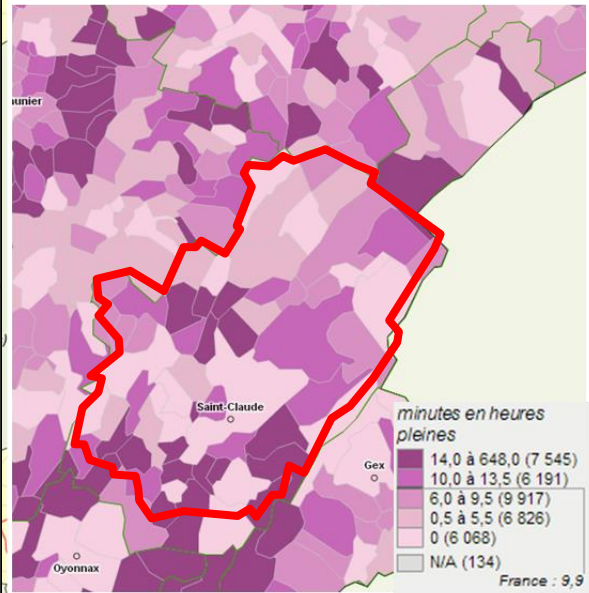 unier
Saint-Claude
Gex
Oyonnax
minutes en heures
pleines
14,0 à 648,0 (7 545)
10,0 à 13,5 (6 191)
6,0 à 9,5 (9 917)
0,5 à 5,5 (6 826)
0 (6 068)
N/A (134)
France : 9,9